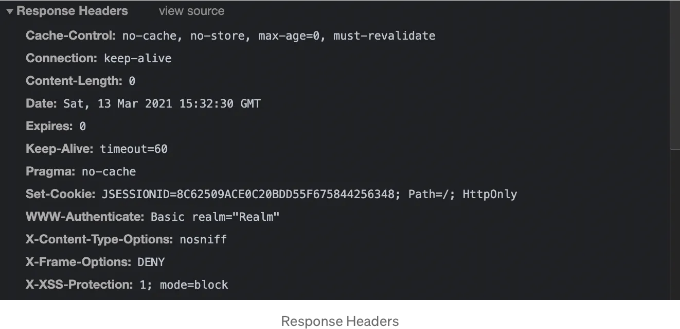 Response Headers view source
Cache-Control: no-cache, no-store, max-age=0, must-revalidate
Connection: keep-alive
Content-Length: 0
Date: Sat, 13 Mar 2021 15:32:30 GMT
Expires: 0
Keep-Alive: timeout=60
Pragma: no-cache
Set-Cookie: JSESSIONID=8C62509ACE0C20BDD55F675844256348; Path=/; HttpOnly
WWW-Authenticate: Basic realm="Realm"
X-Content-Type-Options: nosniff
X-Frame-Options: DENY
X-XSS-Protection: 1; mode=block
Response Headers